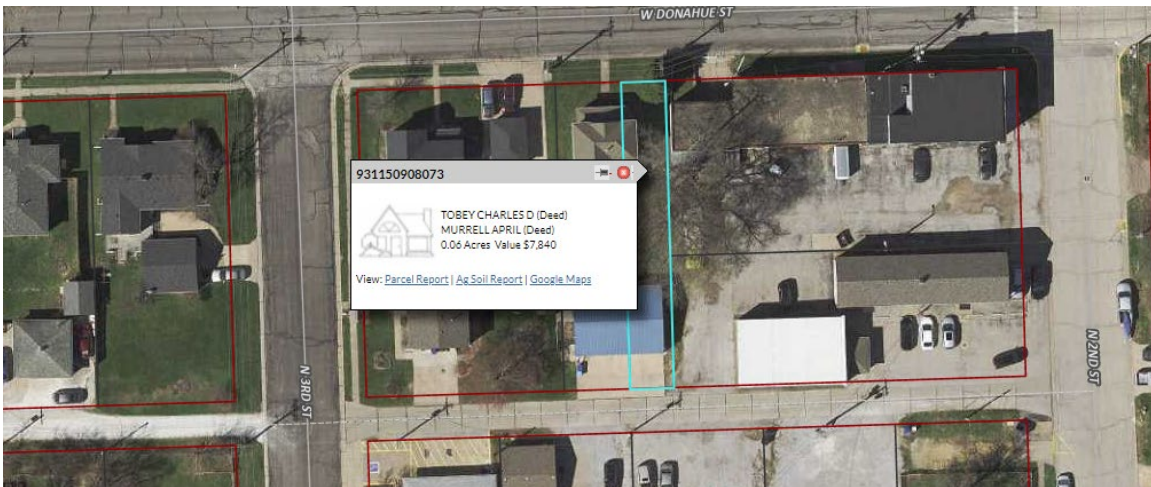 W DONAHUE ST
931150908073
TOBEY CHARLES D (Deed)
MURRELL APRIL (Deed)
0.06 Acres Value $7,840
View: Parcel Report | Ag Soil Report | Google Maps
N 3RD ST
N 2ND ST